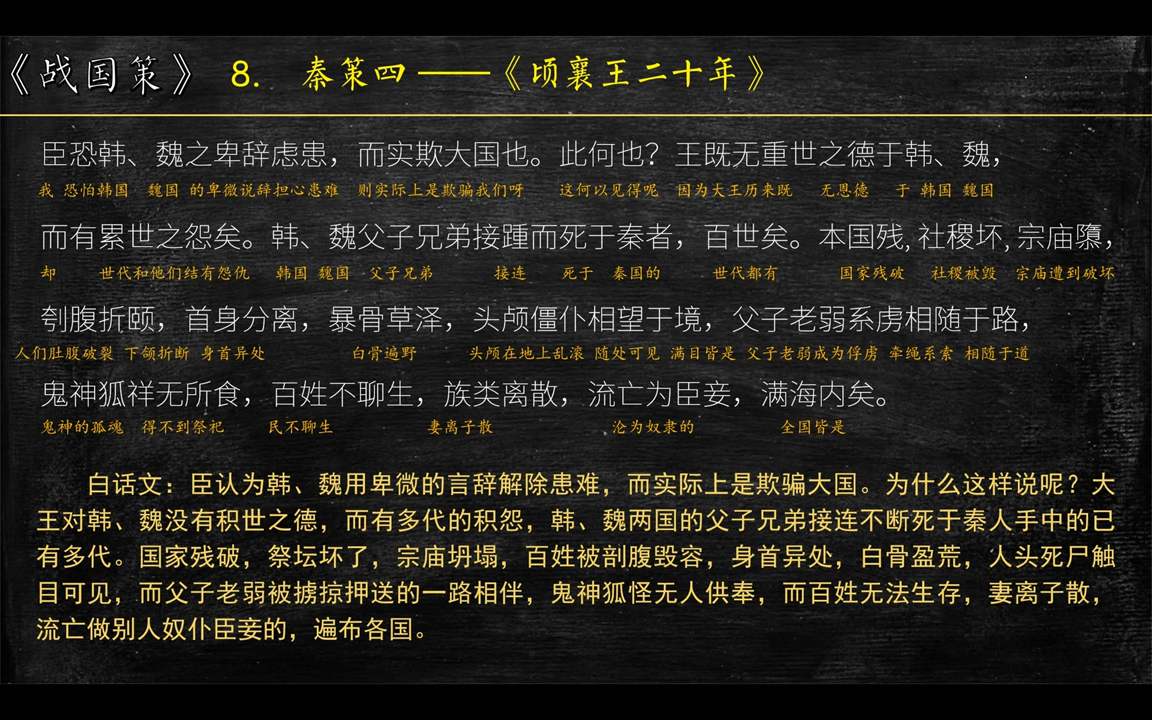 《战国策》 8. 秦策四 ——《顷襄王二十年》
臣恐韩、魏之卑辞虑患，而实欺大国也。此何也？王既无重世之德于韩、魏，
我 恐怕韩国 魏国 的卑微说辞担心患难 则实际上是欺骗我们呀 这何以见得呢 因为大王历来既 无恩德 于 韩国 魏国
而有累世之怨矣。韩、魏父子兄弟接踵而死于秦者，百世矣。本国残, 社稷坏, 宗庙隳，
却 世代和他们结有怨仇 韩国 魏国 父子兄弟 接连 死于 秦国的 世代都有 国家残破 社稷被毁 宗庙遭到破坏
刳腹折颐，首身分离，暴骨草泽，头颅僵仆相望于境，父子老弱系虏相随于路，
人们肚腹破裂 下颌折断 身首异处 白骨遍野 头颅在地上乱滚 随处可见 满目皆是 父子老弱成为俘虏 牵绳系索 相随于道
鬼神狐祥无所食，百姓不聊生，族类离散，流亡为臣妾，满海内矣。
鬼神的孤魂 得不到祭祀 民不聊生 妻离子散 沦为奴隶的 全国皆是
白话文：臣认为韩、魏用卑微的言辞解除患难，而实际上是欺骗大国。为什么这样说呢？大
王对韩、魏没有积世之德，而有多代的积怨，韩、魏两国的父子兄弟接连不断死于秦人手中的已
有多代。国家残破，祭坛坏了，宗庙坍塌，百姓被剖腹毁容，身首异处，白骨盈荒，人头死尸触
目可见，而父子老弱被掳掠押送的一路相伴，鬼神狐怪无人供奉，而百姓无法生存，妻离子散，
流亡做别人奴仆臣妾的，遍布各国。